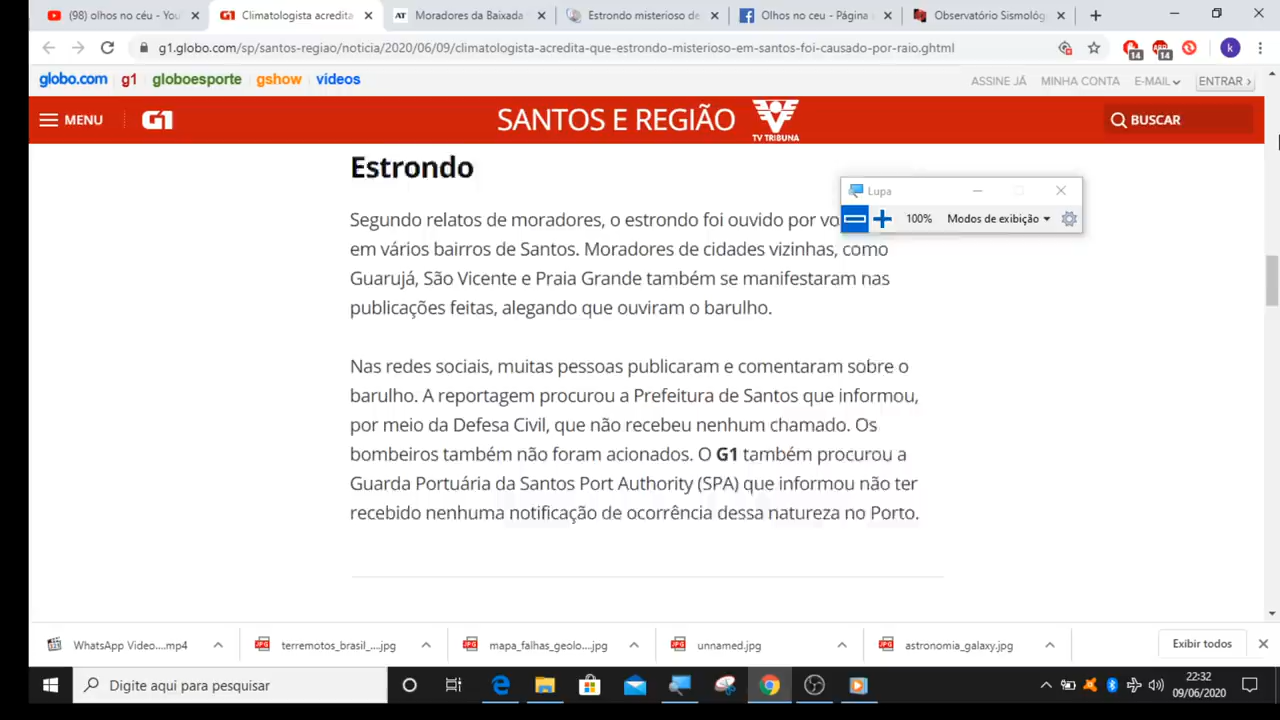 (98) olhos no céu - You
G1 Climatologista acredita
AT Moradores da Baixada
Estrondo misterioso de
Olhos no ceu - Página
Observatório Sismológ
g1.globo.com/sp/santos-regiao/noticia/2020/06/09/climatologista-acredita-que-estrondo-misterioso-em-santos-foi-causado-por-raio.ghtml
14
14
k
globo.com g1 globoesporte gshow vídeos
ASSINE JÁ MINHA CONTA E-MAIL ENTRAR ›
MENU G1 SANTOS E REGIÃO TV TRIBUNA BUSCAR
Estrondo
Lupa
100% Modos de exibição
Segundo relatos de moradores, o estrondo foi ouvido por
em vários bairros de Santos. Moradores de cidades vizinhas, como
Guarujá, São Vicente e Praia Grande também se manifestaram nas
publicações feitas, alegando que ouviram o barulho.
Nas redes sociais, muitas pessoas publicaram e comentaram sobre o
barulho. A reportagem procurou a Prefeitura de Santos que informou,
por meio da Defesa Civil, que não recebeu nenhum chamado. Os
bombeiros também não foram acionados. O G1 também procurou a
Guarda Portuária da Santos Port Authority (SPA) que informou não ter
recebido nenhuma notificação de ocorrência dessa natureza no Porto.
WhatsApp Video....mp4
terremotos_brasil_...jpg
mapa_falhas_geolo...jpg
unnamed.jpg
astronomia_galaxy.jpg
Exibir todos
Digite aqui para pesquisar
22:32
09/06/2020